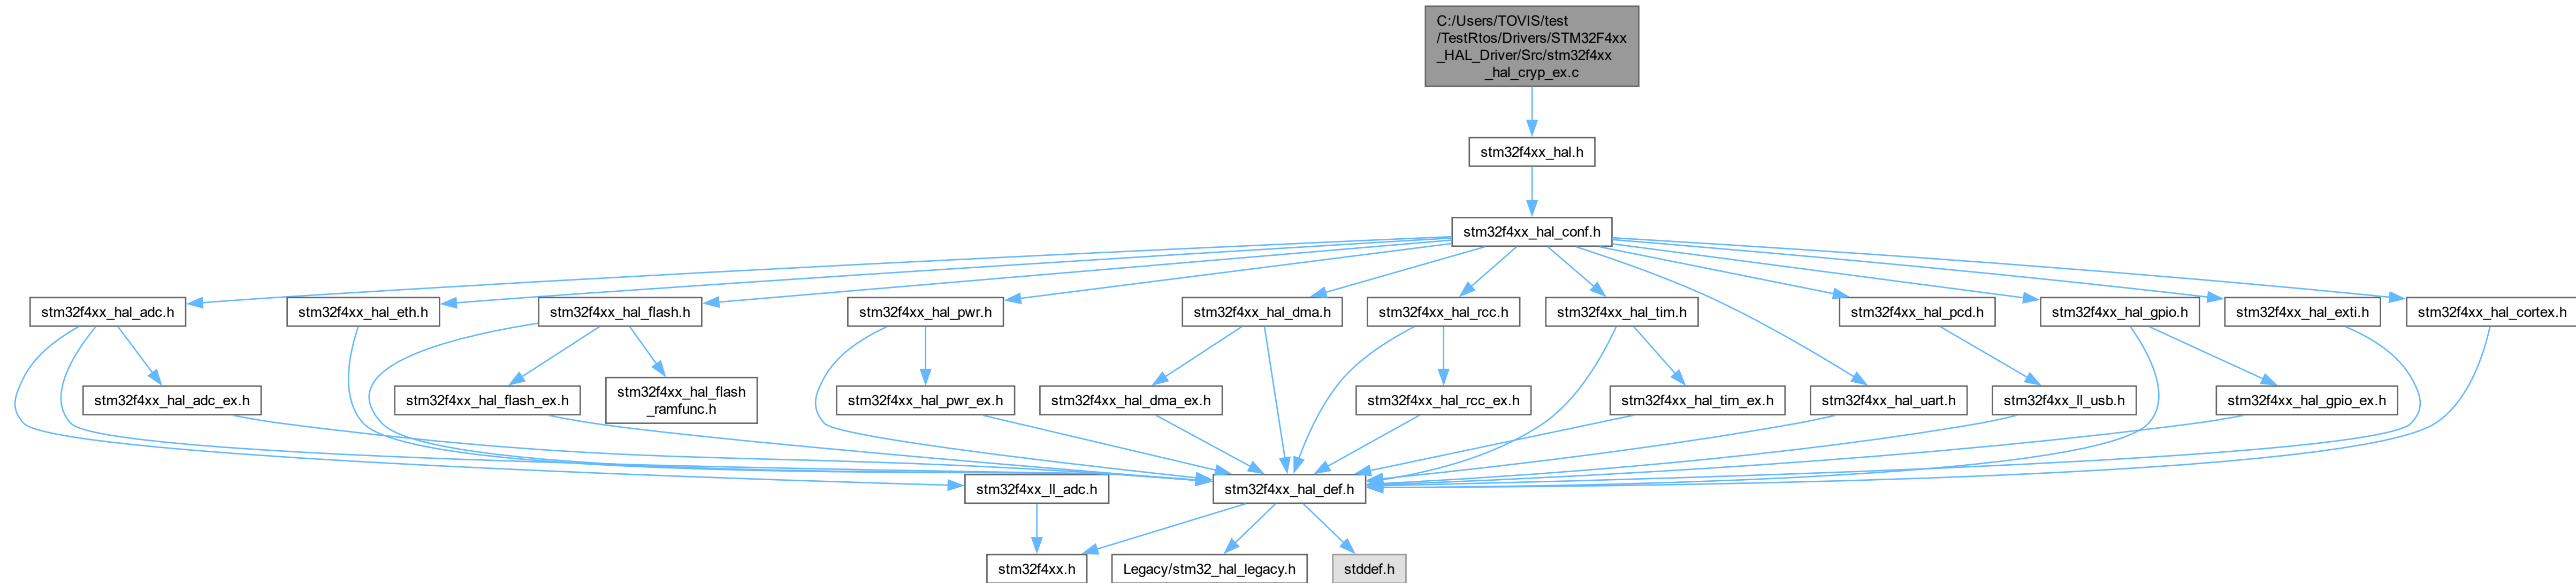 C:/Users/TOVIS/test
/TestRtos/Drivers/STM32F4xx
_HAL_Driver/Src/stm32f4xx
_hal_cryp_ex.c
stm32f4xx_hal.h
stm32f4xx_hal_conf.h
stm32f4xx_hal_adc.h
stm32f4xx_hal_eth.h
stm32f4xx_hal_flash.h
stm32f4xx_hal_pwr.h
stm32f4xx_hal_dma.h
stm32f4xx_hal_rcc.h
stm32f4xx_hal_tim.h
stm32f4xx_hal_pcd.h
stm32f4xx_hal_gpio.h
stm32f4xx_hal_exti.h
stm32f4xx_hal_cortex.h
stm32f4xx_hal_adc_ex.h
stm32f4xx_hal_flash_ex.h
stm32f4xx_hal_flash
_ramfunc.h
stm32f4xx_hal_pwr_ex.h
stm32f4xx_hal_dma_ex.h
stm32f4xx_hal_rcc_ex.h
stm32f4xx_hal_tim_ex.h
stm32f4xx_hal_uart.h
stm32f4xx_ll_usb.h
stm32f4xx_hal_gpio_ex.h
stm32f4xx_ll_adc.h
stm32f4xx_hal_def.h
stm32f4xx.h
Legacy/stm32_hal_legacy.h
stddef.h